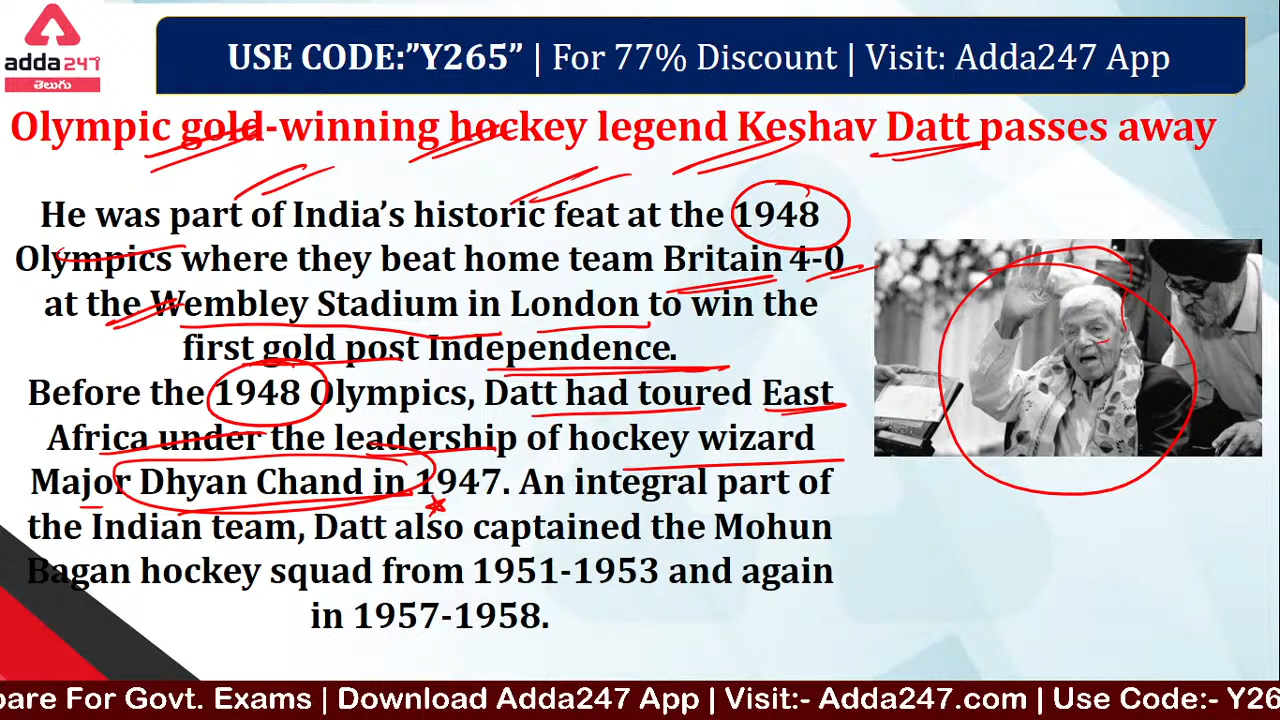 adda247
తెలుగు
USE CODE:”Y265” | For 77% Discount | Visit: Adda247 App
Olympic gold-winning hockey legend Keshav Datt passes away
He was part of India’s historic feat at the 1948
Olympics where they beat home team Britain 4-0
at the Wembley Stadium in London to win the
first gold post Independence.
Before the 1948 Olympics, Datt had toured East
Africa under the leadership of hockey wizard
Major Dhyan Chand in 1947. An integral part of
the Indian team, Datt also captained the Mohun
Bagan hockey squad from 1951-1953 and again
in 1957-1958.
pare For Govt. Exams | Download Adda247 App | Visit:- Adda247.com | Use Code:- Y26